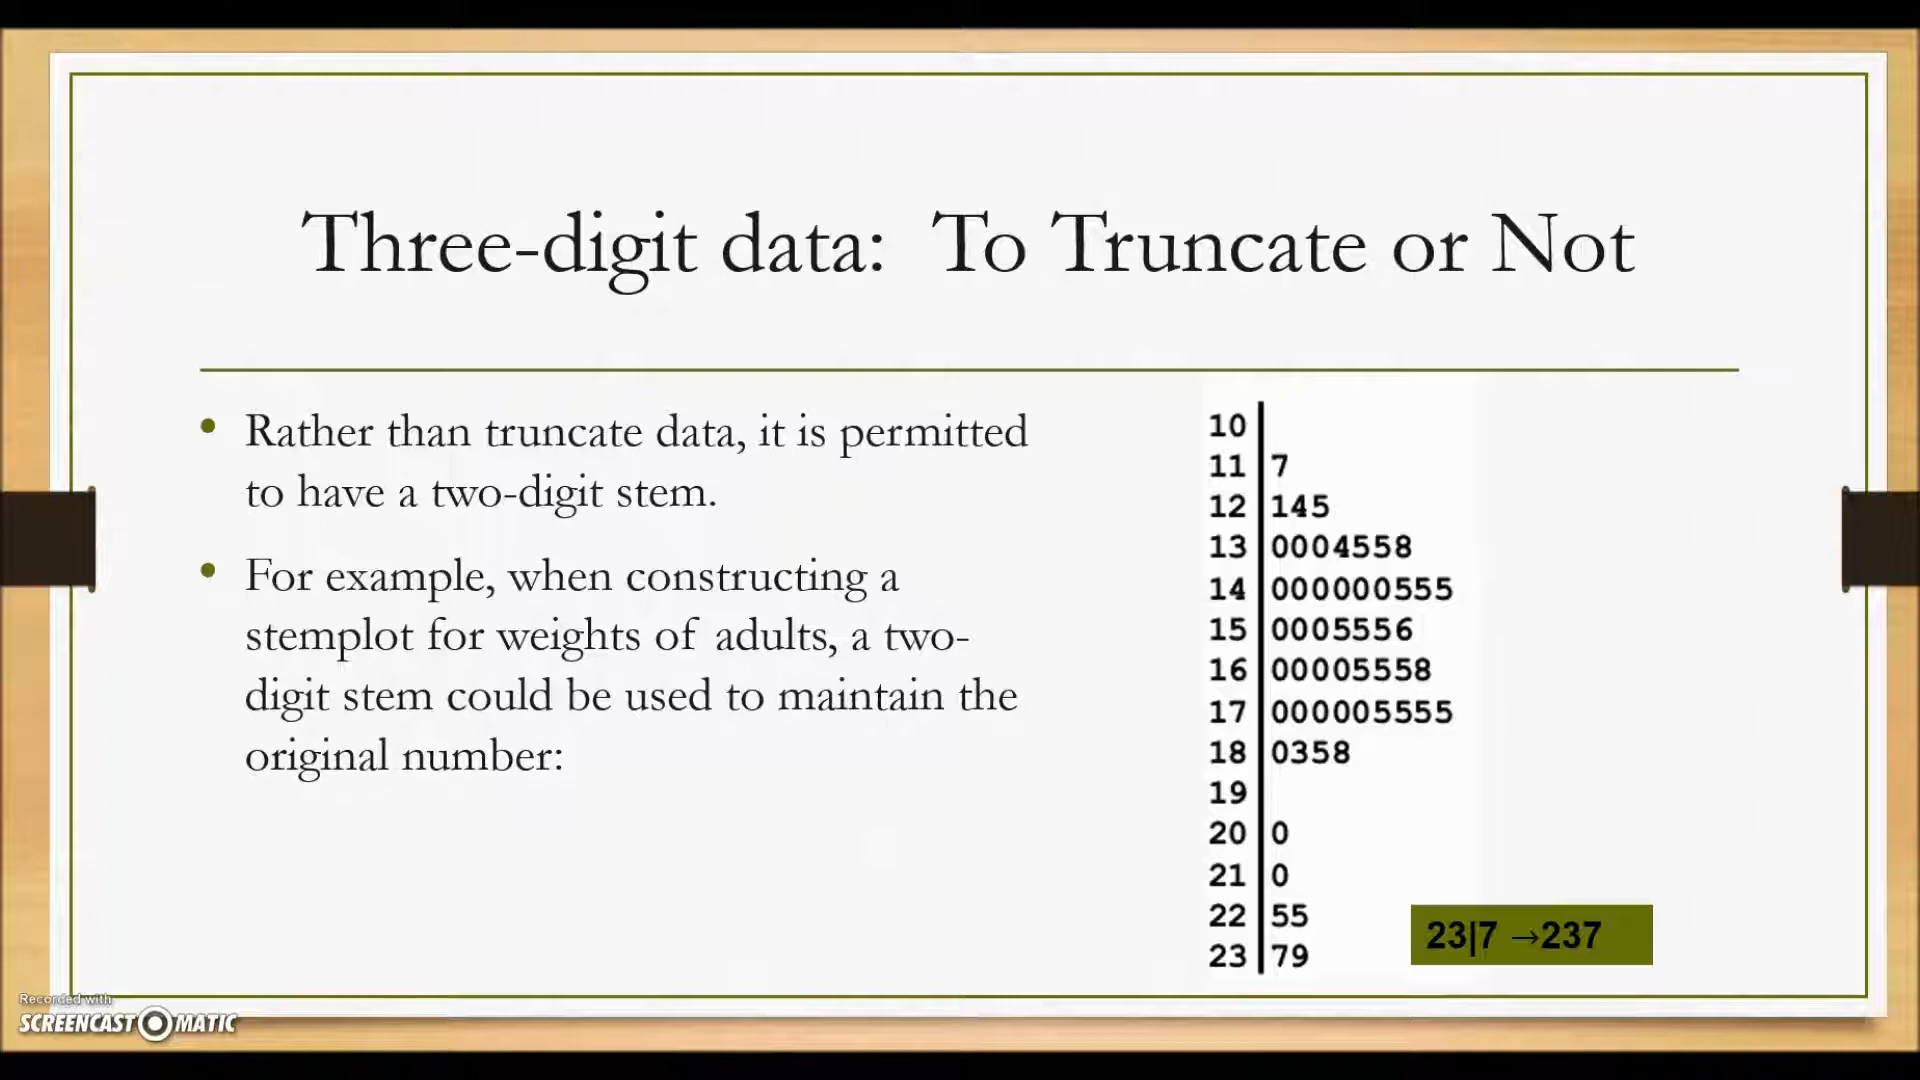 Three-digit data: To Truncate or Not
• Rather than truncate data, it is permitted
to have a two-digit stem.
• For example, when constructing a
stemplot for weights of adults, a two-
digit stem could be used to maintain the
original number:
10|
11|7
12|145
13|0004558
14|000000555
15|0005556
16|00005558
17|000005555
18|0358
19|
20|0
21|0
22|55
23|79
23|7 →237
Recorded with
SCREENCAST O MATIC